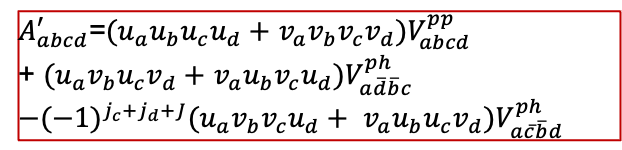 A′_{abcd}=(u_a u_b u_c u_d + v_a v_b v_c v_d)V^{pp}_{abcd}
+ (u_a v_b u_c v_d + v_a u_b v_c u_d)V^{ph}_{a\bar{d}\bar{b}c}
−(−1)^{j_c+j_d+J}(u_a v_b v_c u_d + v_a u_b u_c v_d)V^{ph}_{a\bar{c}\bar{b}d}